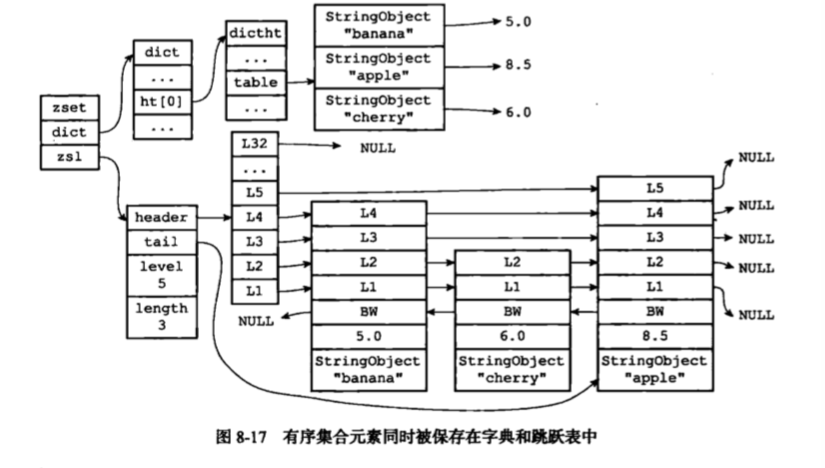 zset
dict
zsl
dict
...
ht[0]
...
dictht
...
table
...
StringObject
"banana"
5.0
StringObject
"apple"
8.5
StringObject
"cherry"
6.0
header
tail
level
5
length
3
L32
NULL
...
L5
L4
L3
L2
L1
NULL
L4
L3
L2
L1
BW
5.0
StringObject
"banana"
L2
L1
BW
6.0
StringObject
"cherry"
L5
L4
L3
L2
L1
BW
8.5
StringObject
"apple"
NULL
NULL
NULL
NULL
NULL
图 8-17 有序集合元素同时被保存在字典和跳跃表中